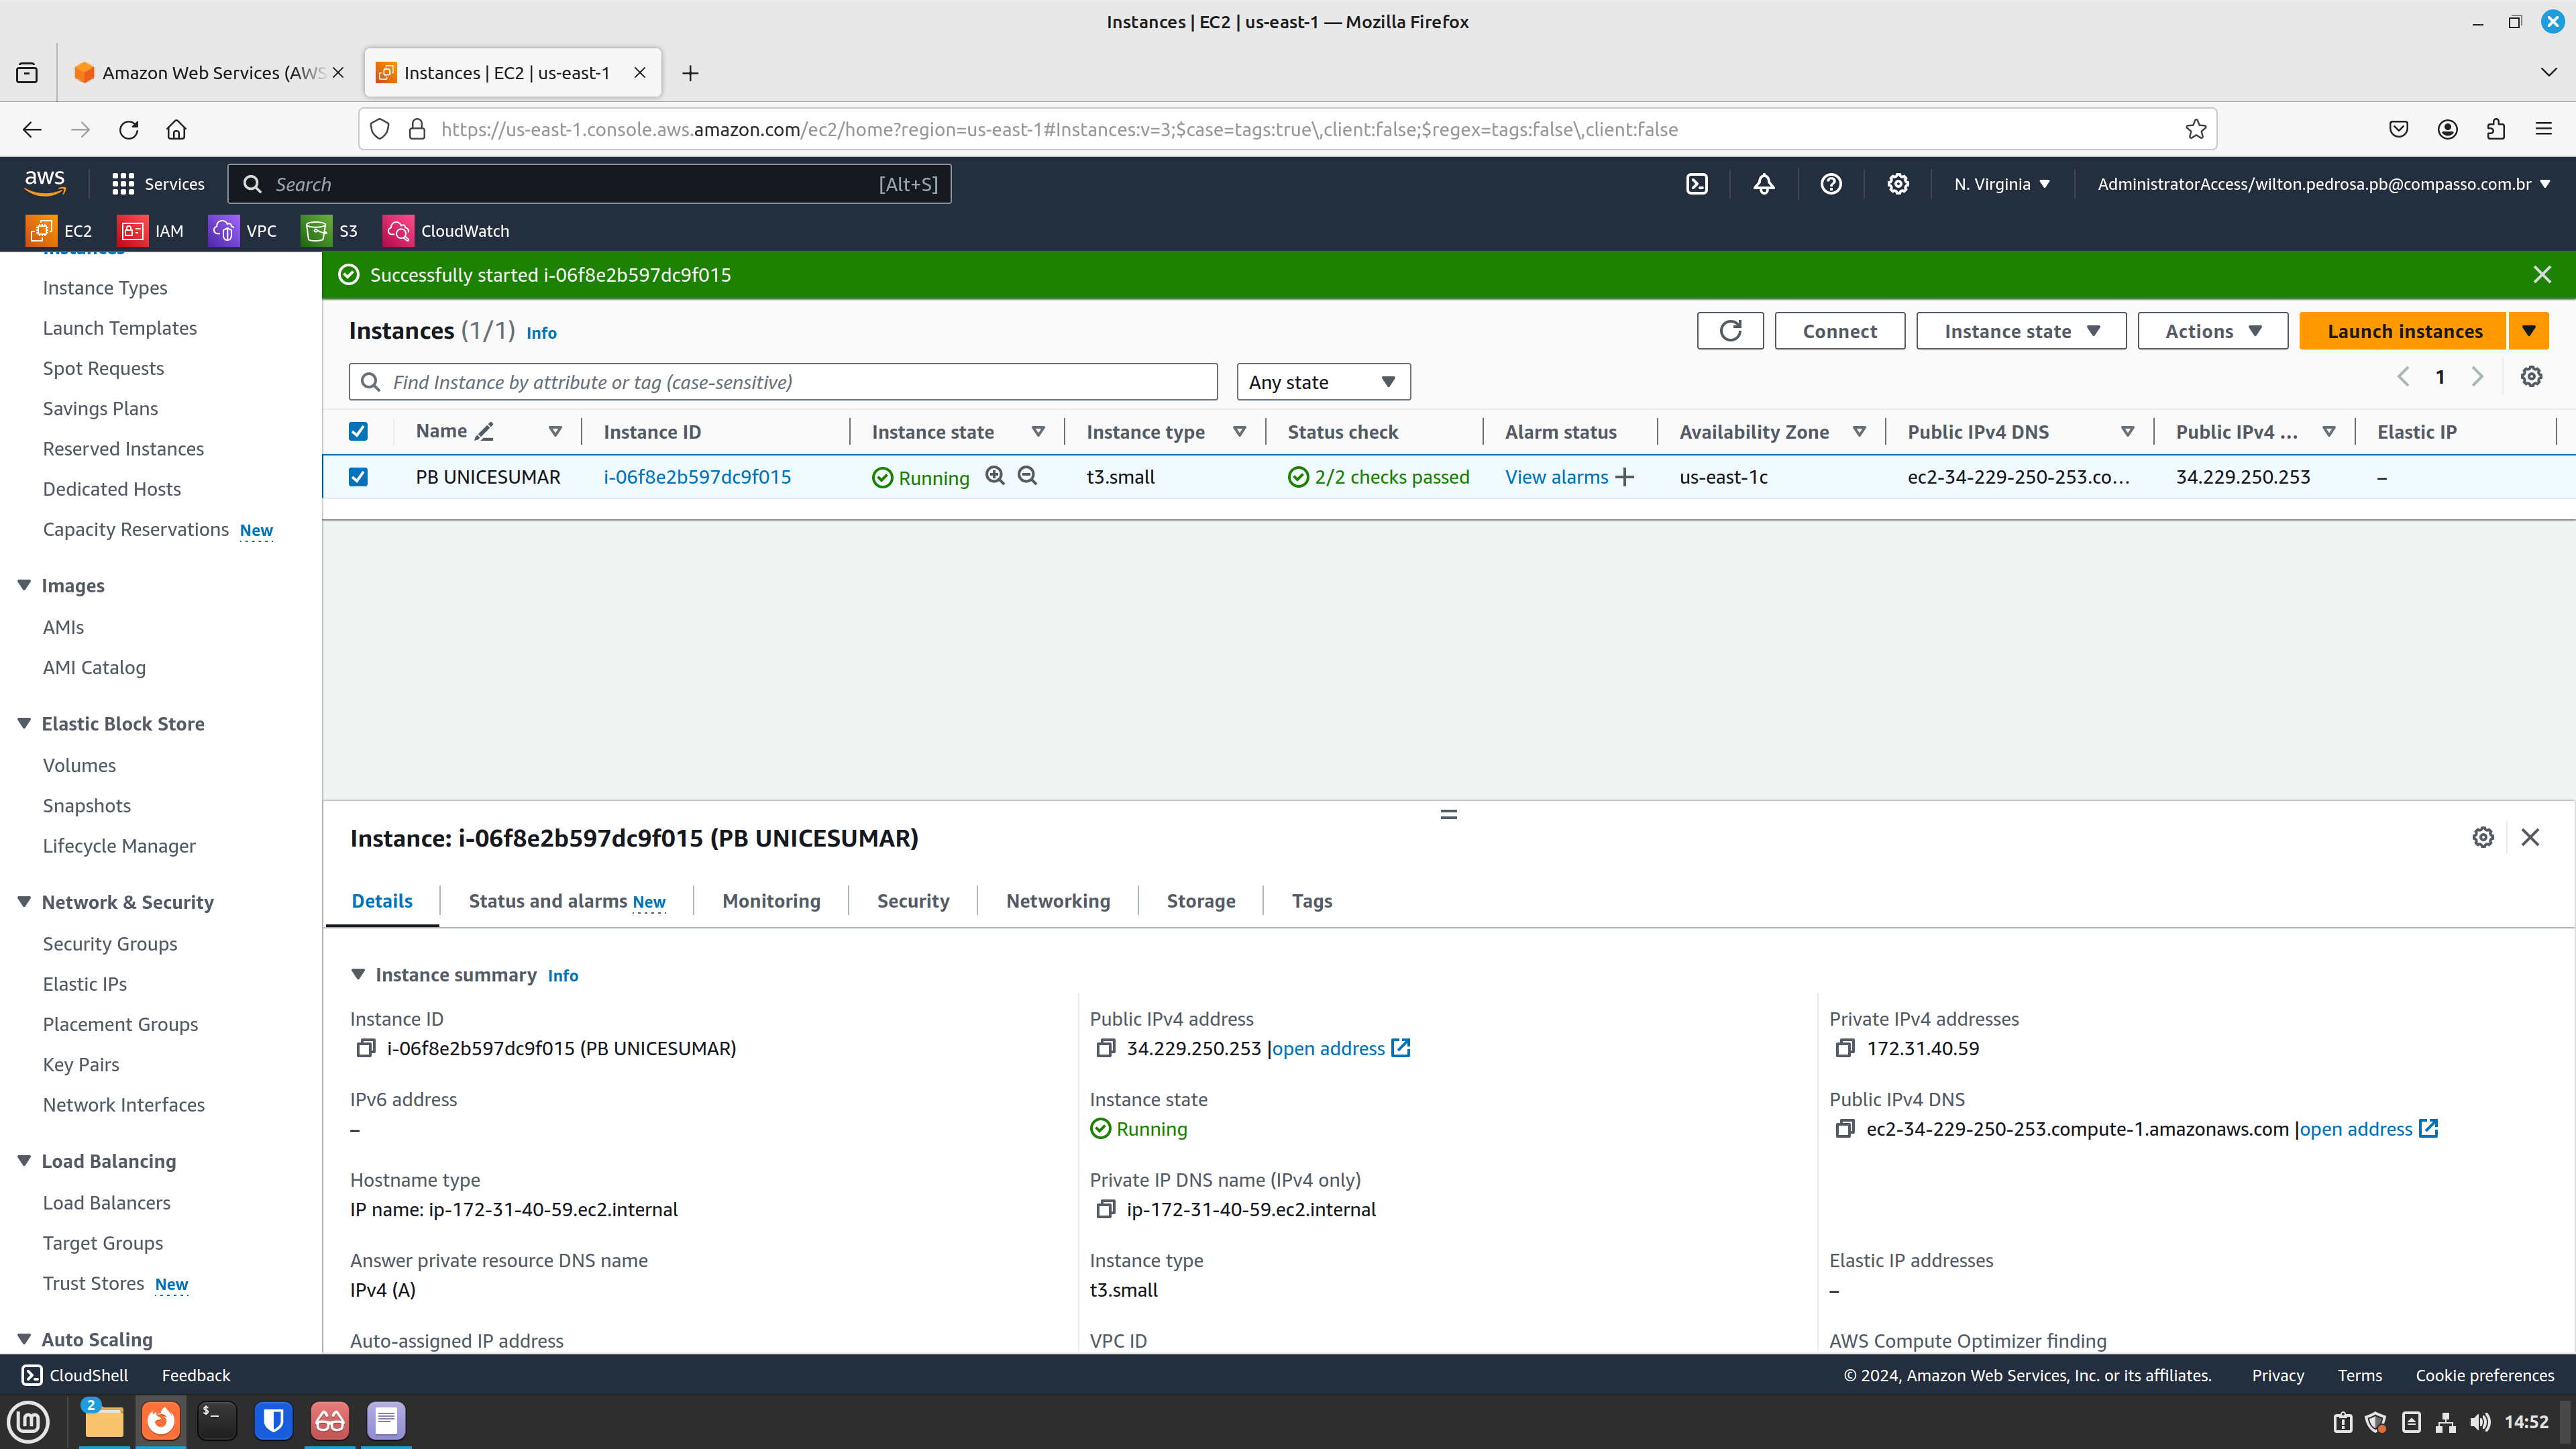 Instances | EC2 | us-east-1 — Mozilla Firefox
Amazon Web Services (AWS
Instances | EC2 | us-east-1
https://us-east-1.console.aws.amazon.com/ec2/home?region=us-east-1#Instances:v=3;$case=tags:true\,client:false;$regex=tags:false\,client:false
aws
Services
Search
[Alt+S]
N. Virginia
AdministratorAccess/wilton.pedrosa.pb@compasso.com.br
EC2
IAM
VPC
S3
CloudWatch
Instances
Instance Types
Launch Templates
Spot Requests
Savings Plans
Reserved Instances
Dedicated Hosts
Capacity Reservations New
Images
AMIs
AMI Catalog
Elastic Block Store
Volumes
Snapshots
Lifecycle Manager
Network & Security
Security Groups
Elastic IPs
Placement Groups
Key Pairs
Network Interfaces
Load Balancing
Load Balancers
Target Groups
Trust Stores New
Auto Scaling
Successfully started i-06f8e2b597dc9f015
Instances (1/1) Info
Connect
Instance state
Actions
Launch instances
Find Instance by attribute or tag (case-sensitive)
Any state
1
Name
Instance ID
Instance state
Instance type
Status check
Alarm status
Availability Zone
Public IPv4 DNS
Public IPv4 ...
Elastic IP
PB UNICESUMAR
i-06f8e2b597dc9f015
Running
t3.small
2/2 checks passed
View alarms
us-east-1c
ec2-34-229-250-253.co...
34.229.250.253
–
Instance: i-06f8e2b597dc9f015 (PB UNICESUMAR)
Details
Status and alarms New
Monitoring
Security
Networking
Storage
Tags
Instance summary Info
Instance ID
i-06f8e2b597dc9f015 (PB UNICESUMAR)
Public IPv4 address
34.229.250.253 |open address
Private IPv4 addresses
172.31.40.59
IPv6 address
–
Instance state
Running
Public IPv4 DNS
ec2-34-229-250-253.compute-1.amazonaws.com |open address
Hostname type
IP name: ip-172-31-40-59.ec2.internal
Private IP DNS name (IPv4 only)
ip-172-31-40-59.ec2.internal
Answer private resource DNS name
IPv4 (A)
Instance type
t3.small
Elastic IP addresses
–
Auto-assigned IP address
VPC ID
AWS Compute Optimizer finding
CloudShell
Feedback
© 2024, Amazon Web Services, Inc. or its affiliates.
Privacy
Terms
Cookie preferences
2
$_
14:52